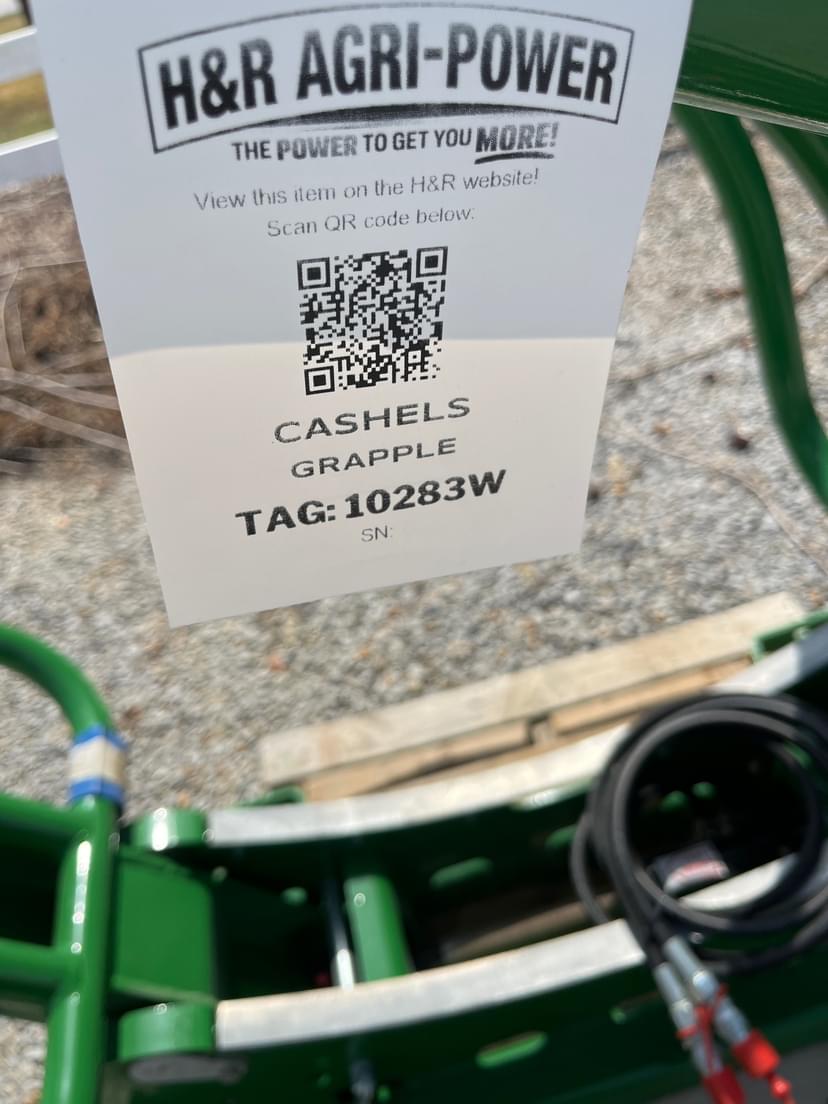 H&R AGRI-POWER
THE POWER TO GET YOU MORE!
View this item on the H&R website!
Scan QR code below:
CASHELS
GRAPPLE
TAG: 10283W
SN: